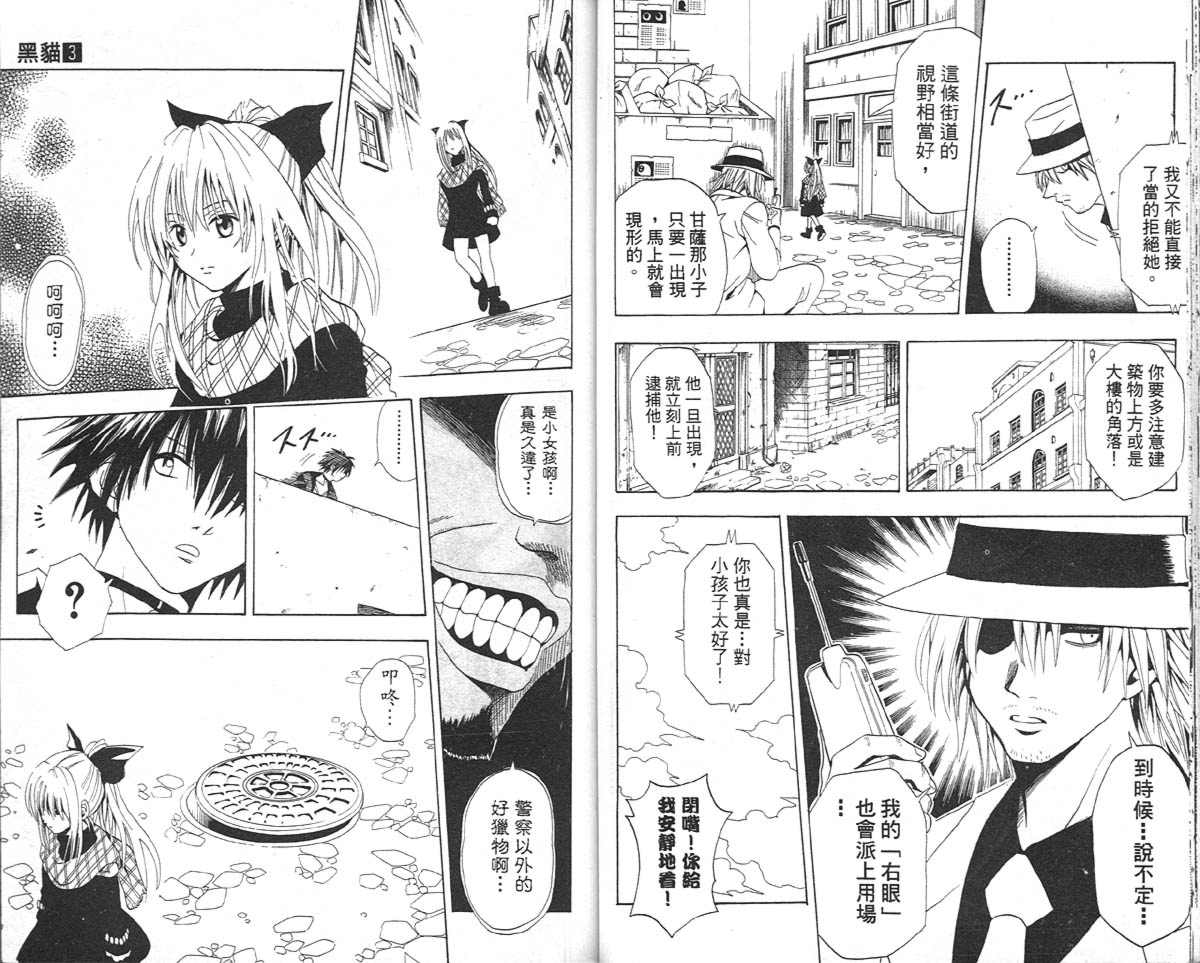 我又不能直接
了當的拒絕她。
ス…
…………
這條街道的
視野相當好，
甘薩那小子
只要一出現
，馬上就會
現形的。
你要多注意建
築物上方或是
大樓的角落！
他一旦出現，
就立刻上前
逮捕他！
到時候…說不定…
我的「右眼」
也會派上用場
…
你也真是…對
小孩子太好了！
閉嘴！你給
我安靜地看！
黑貓3
呵呵呵…
是小女孩啊…
真是久違了…
………
スズ…
？
警察以外的
好獵物啊…
叩咚…